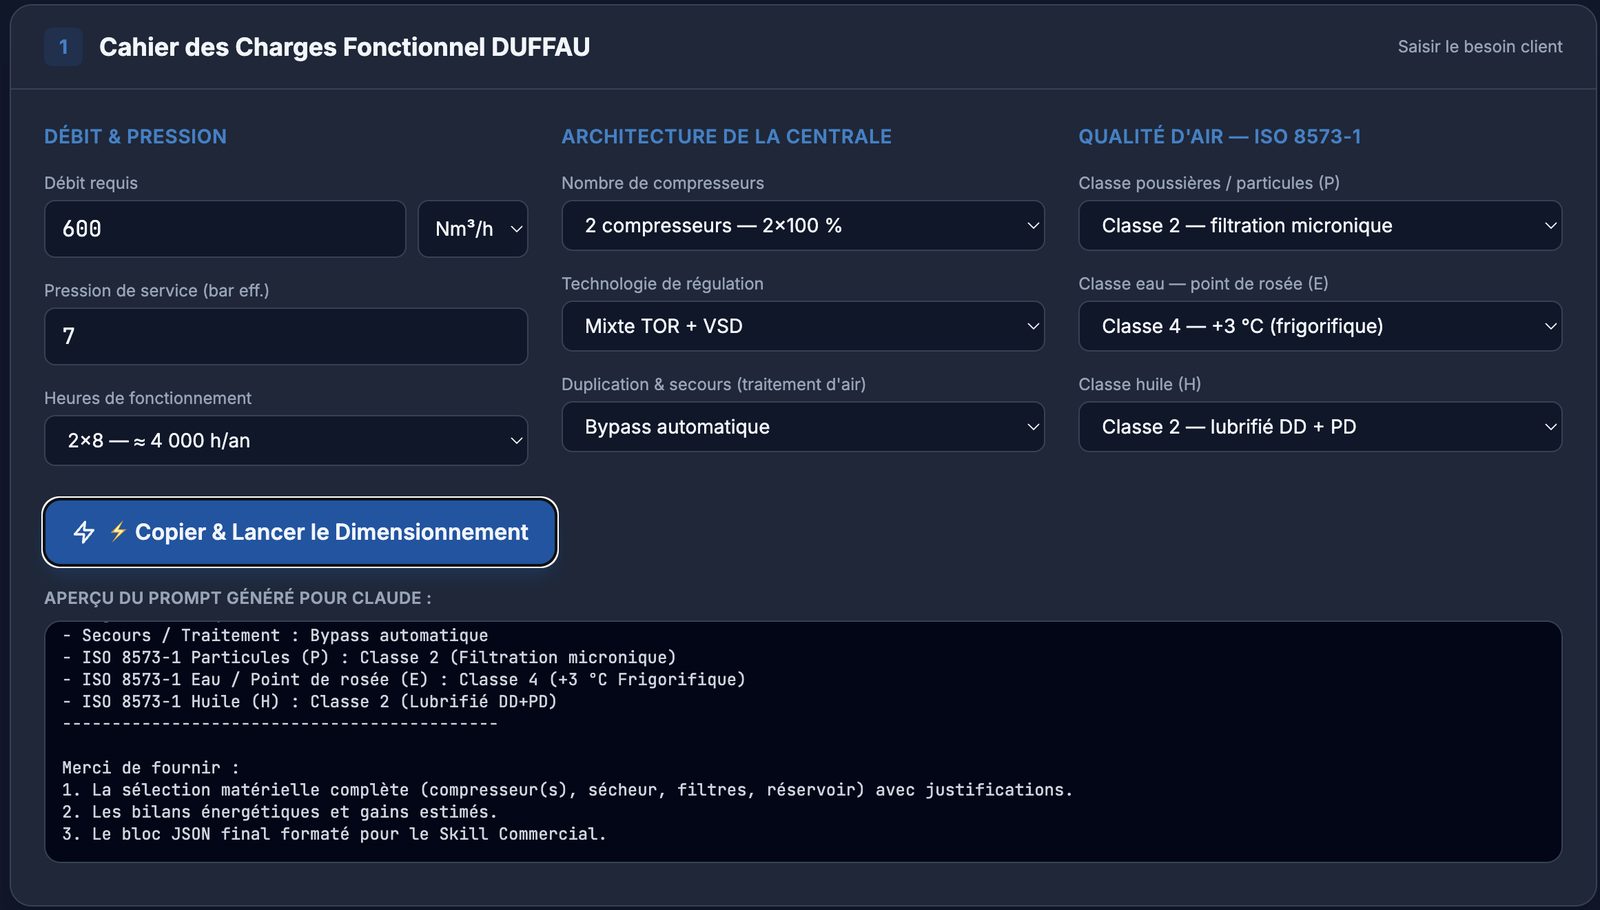 1 Cahier des Charges Fonctionnel DUFFAU
Saisir le besoin client
DÉBIT & PRESSION
Débit requis
600 Nm³/h
Pression de service (bar eff.)
7
Heures de fonctionnement
2×8 — ≈ 4 000 h/an
ARCHITECTURE DE LA CENTRALE
Nombre de compresseurs
2 compresseurs — 2×100 %
Technologie de régulation
Mixte TOR + VSD
Duplication & secours (traitement d'air)
Bypass automatique
QUALITÉ D'AIR — ISO 8573-1
Classe poussières / particules (P)
Classe 2 — filtration micronique
Classe eau — point de rosée (E)
Classe 4 — +3 °C (frigorifique)
Classe huile (H)
Classe 2 — lubrifié DD + PD
⚡ Copier & Lancer le Dimensionnement
APERÇU DU PROMPT GÉNÉRÉ POUR CLAUDE :
- Secours / Traitement : Bypass automatique
- ISO 8573-1 Particules (P) : Classe 2 (Filtration micronique)
- ISO 8573-1 Eau / Point de rosée (E) : Classe 4 (+3 °C Frigorifique)
- ISO 8573-1 Huile (H) : Classe 2 (Lubrifié DD+PD)
--------------------------------------------
Merci de fournir :
1. La sélection matérielle complète (compresseur(s), sécheur, filtres, réservoir) avec justifications.
2. Les bilans énergétiques et gains estimés.
3. Le bloc JSON final formaté pour le Skill Commercial.